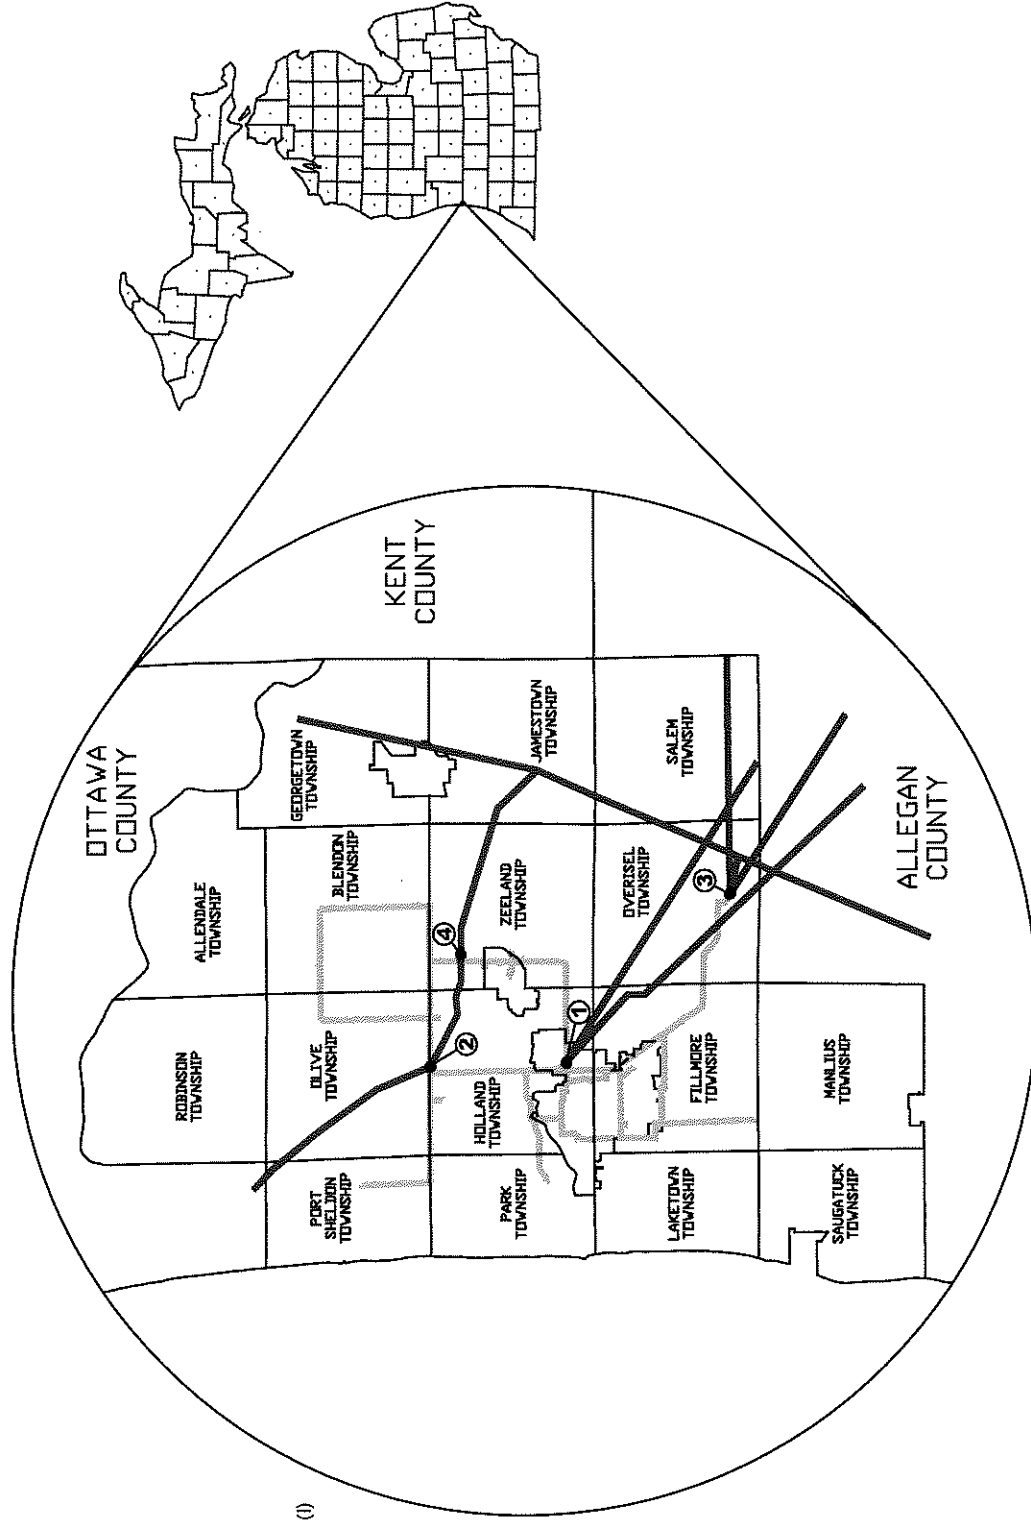 OTTAWA
COUNTY
KENT
COUNTY
ALLEGAN
COUNTY
ROBINSON
TOWNSHIP
ALLENDALE
TOWNSHIP
GEORGETOWN
TOWNSHIP
PORT
SHELDON
TOWNSHIP
OLIVE
TOWNSHIP
BLENDON
TOWNSHIP
PARK
TOWNSHIP
HOLLAND
TOWNSHIP
ZEELAND
TOWNSHIP
JAMESTOWN
TOWNSHIP
LAKETOWN
TOWNSHIP
FILLMORE
TOWNSHIP
OVERISEL
TOWNSHIP
SALEM
TOWNSHIP
SAUGATUCK
TOWNSHIP
MANLIUS
TOWNSHIP
2
4
1
3
(1)